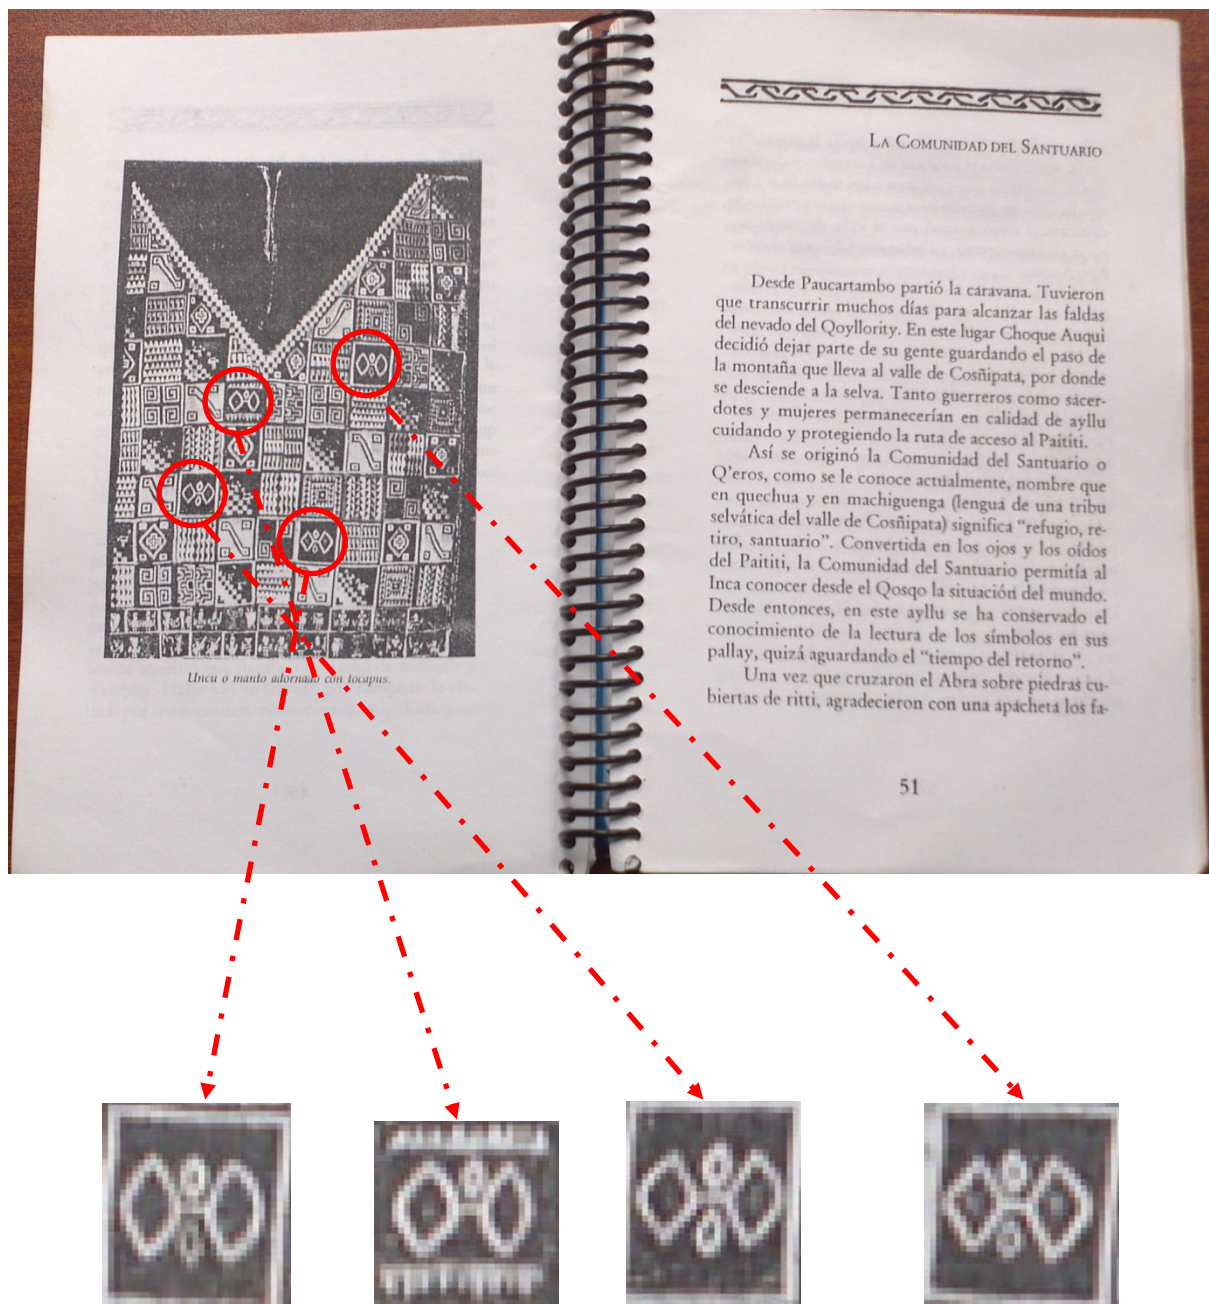 Uncu o manto adornado con tocapus.
LA COMUNIDAD DEL SANTUARIO
Desde Paucartambo partió la caravana. Tuvieron
que transcurrir muchos días para alcanzar las faldas
del nevado del Qoyllority. En este lugar Choque Auqui
decidió dejar parte de su gente guardando el paso de
la montaña que lleva al valle de Cosñipata, por donde
se desciende a la selva. Tanto guerreros como sacer-
dotes y mujeres permanecerían en calidad de ayllu
cuidando y protegiendo la ruta de acceso al Paititi.
Así se originó la Comunidad del Santuario o
Q'eros, como se le conoce actualmente, nombre que
en quechua y en machiguenga (lengua de una tribu
selvática del valle de Cosñipata) significa “refugio, re-
tiro, santuario”. Convertida en los ojos y los oídos
del Paititi, la Comunidad del Santuario permitía al
Inca conocer desde el Qosqo la situación del mundo.
Desde entonces, en este ayllu se ha conservado el
conocimiento de la lectura de los símbolos en sus
pallay, quizá aguardando el “tiempo del retorno”.
Una vez que cruzaron el Abra sobre piedras cu-
biertas de ritti, agradecieron con una apacheta los fa-
51